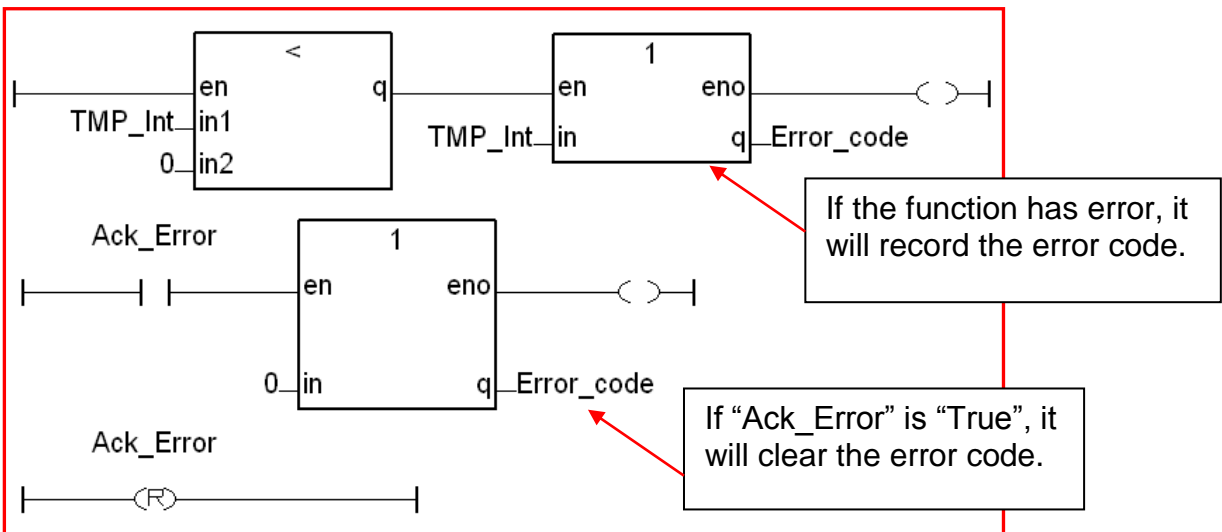 < 1
en q en eno
TMP_Int in1 TMP_Int in q Error_code
0 in2
If the function has error, it
will record the error code.
Ack_Error 1
en eno
0 in q Error_code
If “Ack_Error” is “True”, it
will clear the error code.
Ack_Error
R